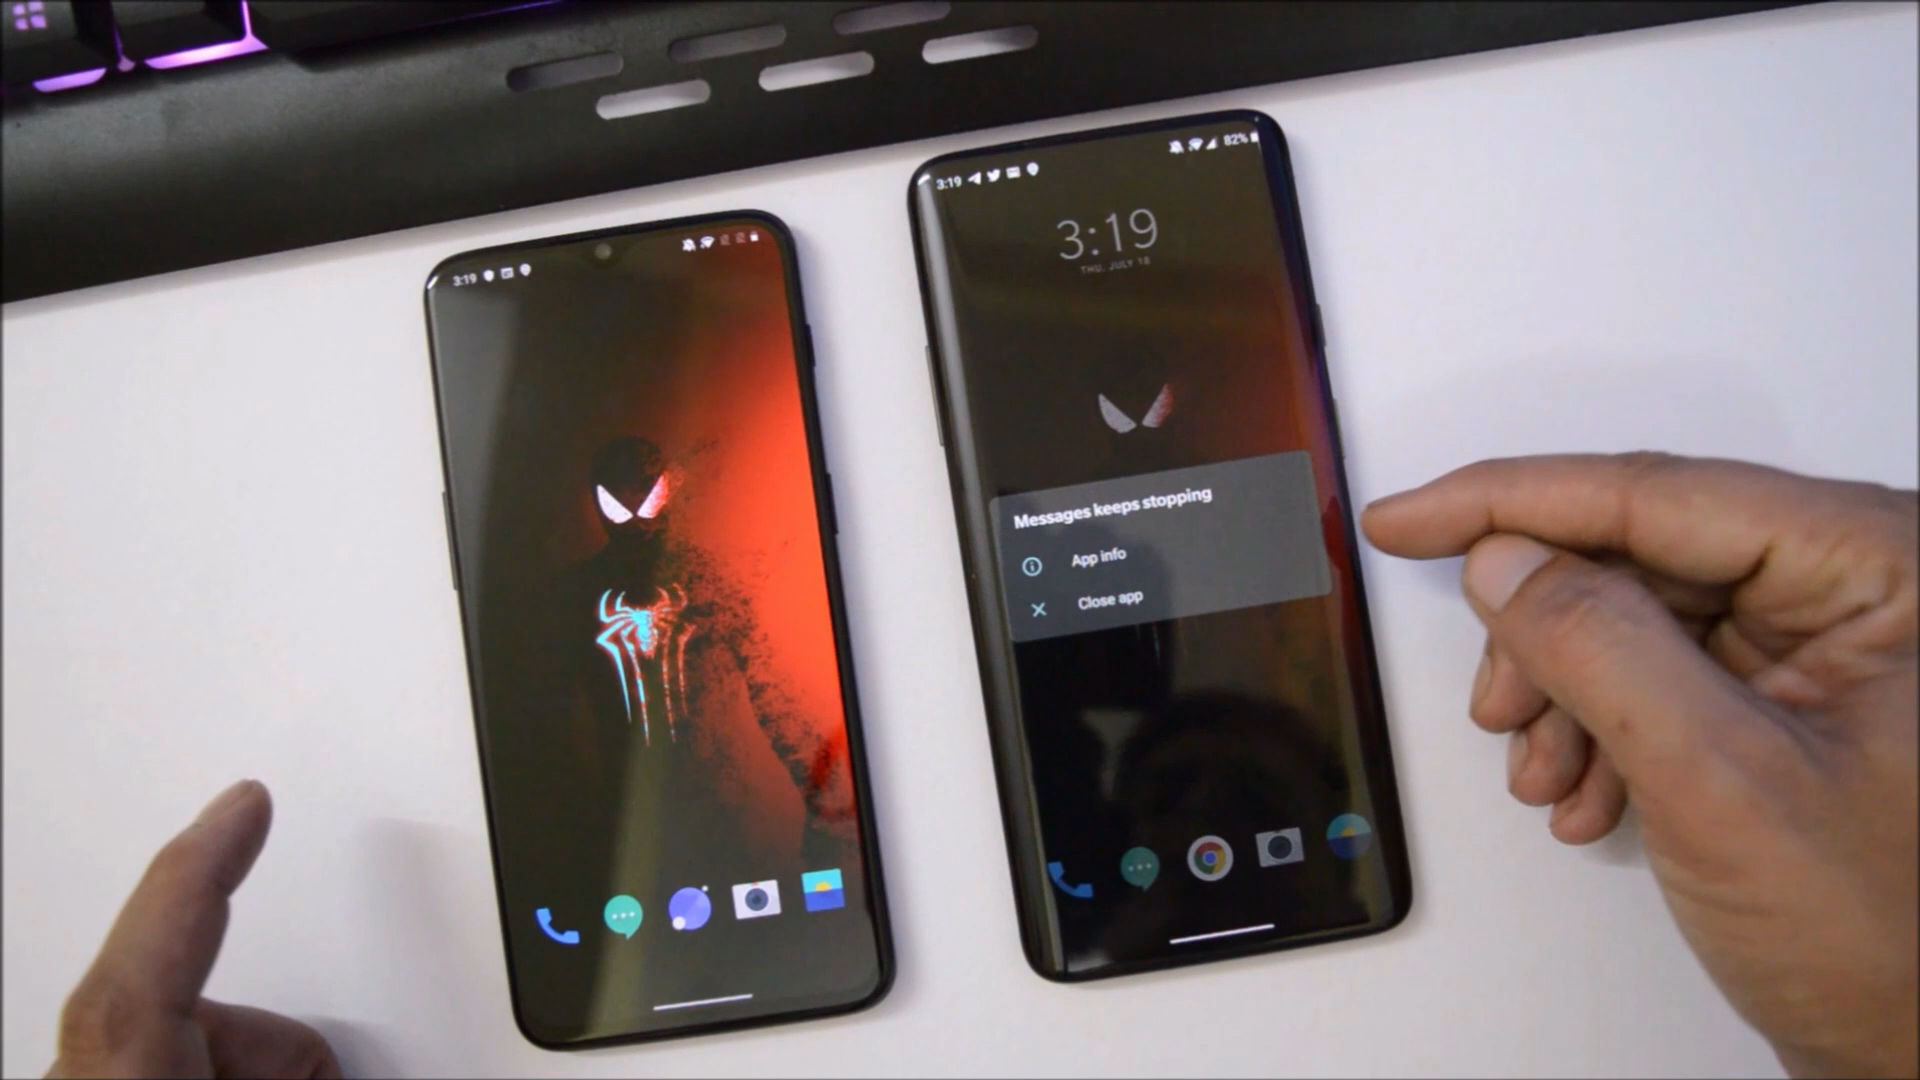 3:19
3:19
82%
3:19
THU, JULY 18
Messages keeps stopping
App info
Close app